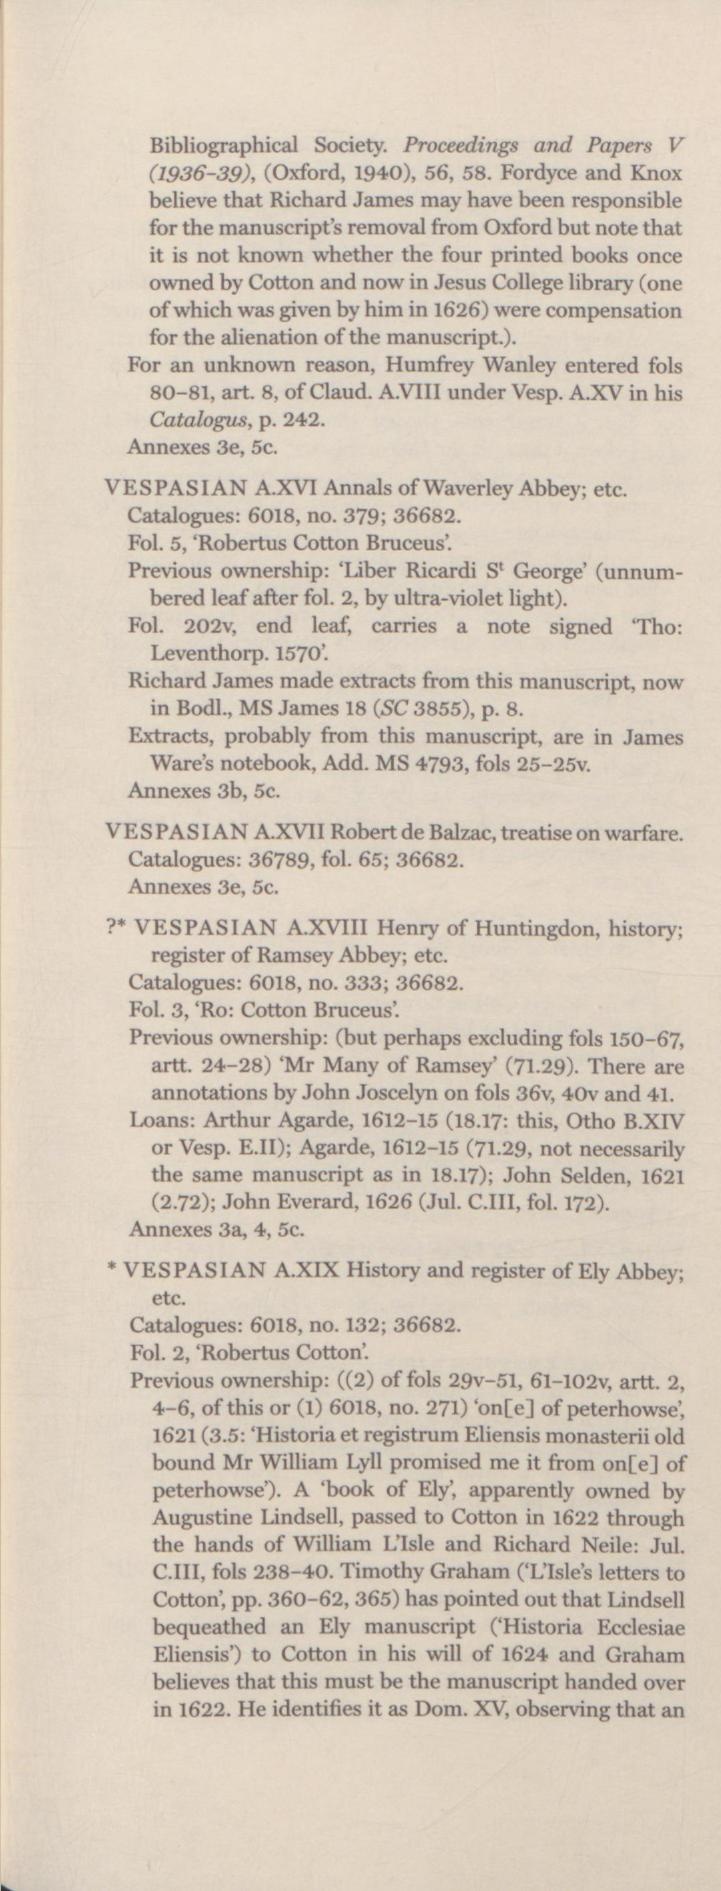 Bibliographical Society. Proceedings and Papers V
(1936–39), (Oxford, 1940), 56, 58. Fordyce and Knox
believe that Richard James may have been responsible
for the manuscript's removal from Oxford but note that
it is not known whether the four printed books once
owned by Cotton and now in Jesus College library (one
of which was given by him in 1626) were compensation
for the alienation of the manuscript.).
For an unknown reason, Humfrey Wanley entered fols
80–81, art. 8, of Claud. A.VIII under Vesp. A.XV in his
Catalogus, p. 242.
Annexes 3e, 5c.
VESPASIAN A.XVI Annals of Waverley Abbey; etc.
Catalogues: 6018, no. 379; 36682.
Fol. 5, ‘Robertus Cotton Bruceus’.
Previous ownership: ‘Liber Ricardi Sᵗ George’ (unnum-
bered leaf after fol. 2, by ultra-violet light).
Fol. 202v, end leaf, carries a note signed ‘Tho:
Leventhorp. 1570’.
Richard James made extracts from this manuscript, now
in Bodl., MS James 18 (SC 3855), p. 8.
Extracts, probably from this manuscript, are in James
Ware's notebook, Add. MS 4793, fols 25–25v.
Annexes 3b, 5c.
VESPASIAN A.XVII Robert de Balzac, treatise on warfare.
Catalogues: 36789, fol. 65; 36682.
Annexes 3e, 5c.
?* VESPASIAN A.XVIII Henry of Huntingdon, history;
register of Ramsey Abbey; etc.
Catalogues: 6018, no. 333; 36682.
Fol. 3, ‘Ro: Cotton Bruceus’.
Previous ownership: (but perhaps excluding fols 150–67,
artt. 24–28) ‘Mr Many of Ramsey’ (71.29). There are
annotations by John Joscelyn on fols 36v, 40v and 41.
Loans: Arthur Agarde, 1612–15 (18.17: this, Otho B.XIV
or Vesp. E.II); Agarde, 1612–15 (71.29, not necessarily
the same manuscript as in 18.17); John Selden, 1621
(2.72); John Everard, 1626 (Jul. C.III, fol. 172).
Annexes 3a, 4, 5c.
* VESPASIAN A.XIX History and register of Ely Abbey;
etc.
Catalogues: 6018, no. 132; 36682.
Fol. 2, ‘Robertus Cotton’.
Previous ownership: ((2) of fols 29v–51, 61–102v, artt. 2,
4–6, of this or (1) 6018, no. 271) ‘on[e] of peterhowse’,
1621 (3.5: ‘Historia et registrum Eliensis monasterii old
bound Mr William Lyll promised me it from on[e] of
peterhowse’). A ‘book of Ely’, apparently owned by
Augustine Lindsell, passed to Cotton in 1622 through
the hands of William L'Isle and Richard Neile: Jul.
C.III, fols 238–40. Timothy Graham (‘L'Isle's letters to
Cotton’, pp. 360–62, 365) has pointed out that Lindsell
bequeathed an Ely manuscript (‘Historia Ecclesiae
Eliensis’) to Cotton in his will of 1624 and Graham
believes that this must be the manuscript handed over
in 1622. He identifies it as Dom. XV, observing that an